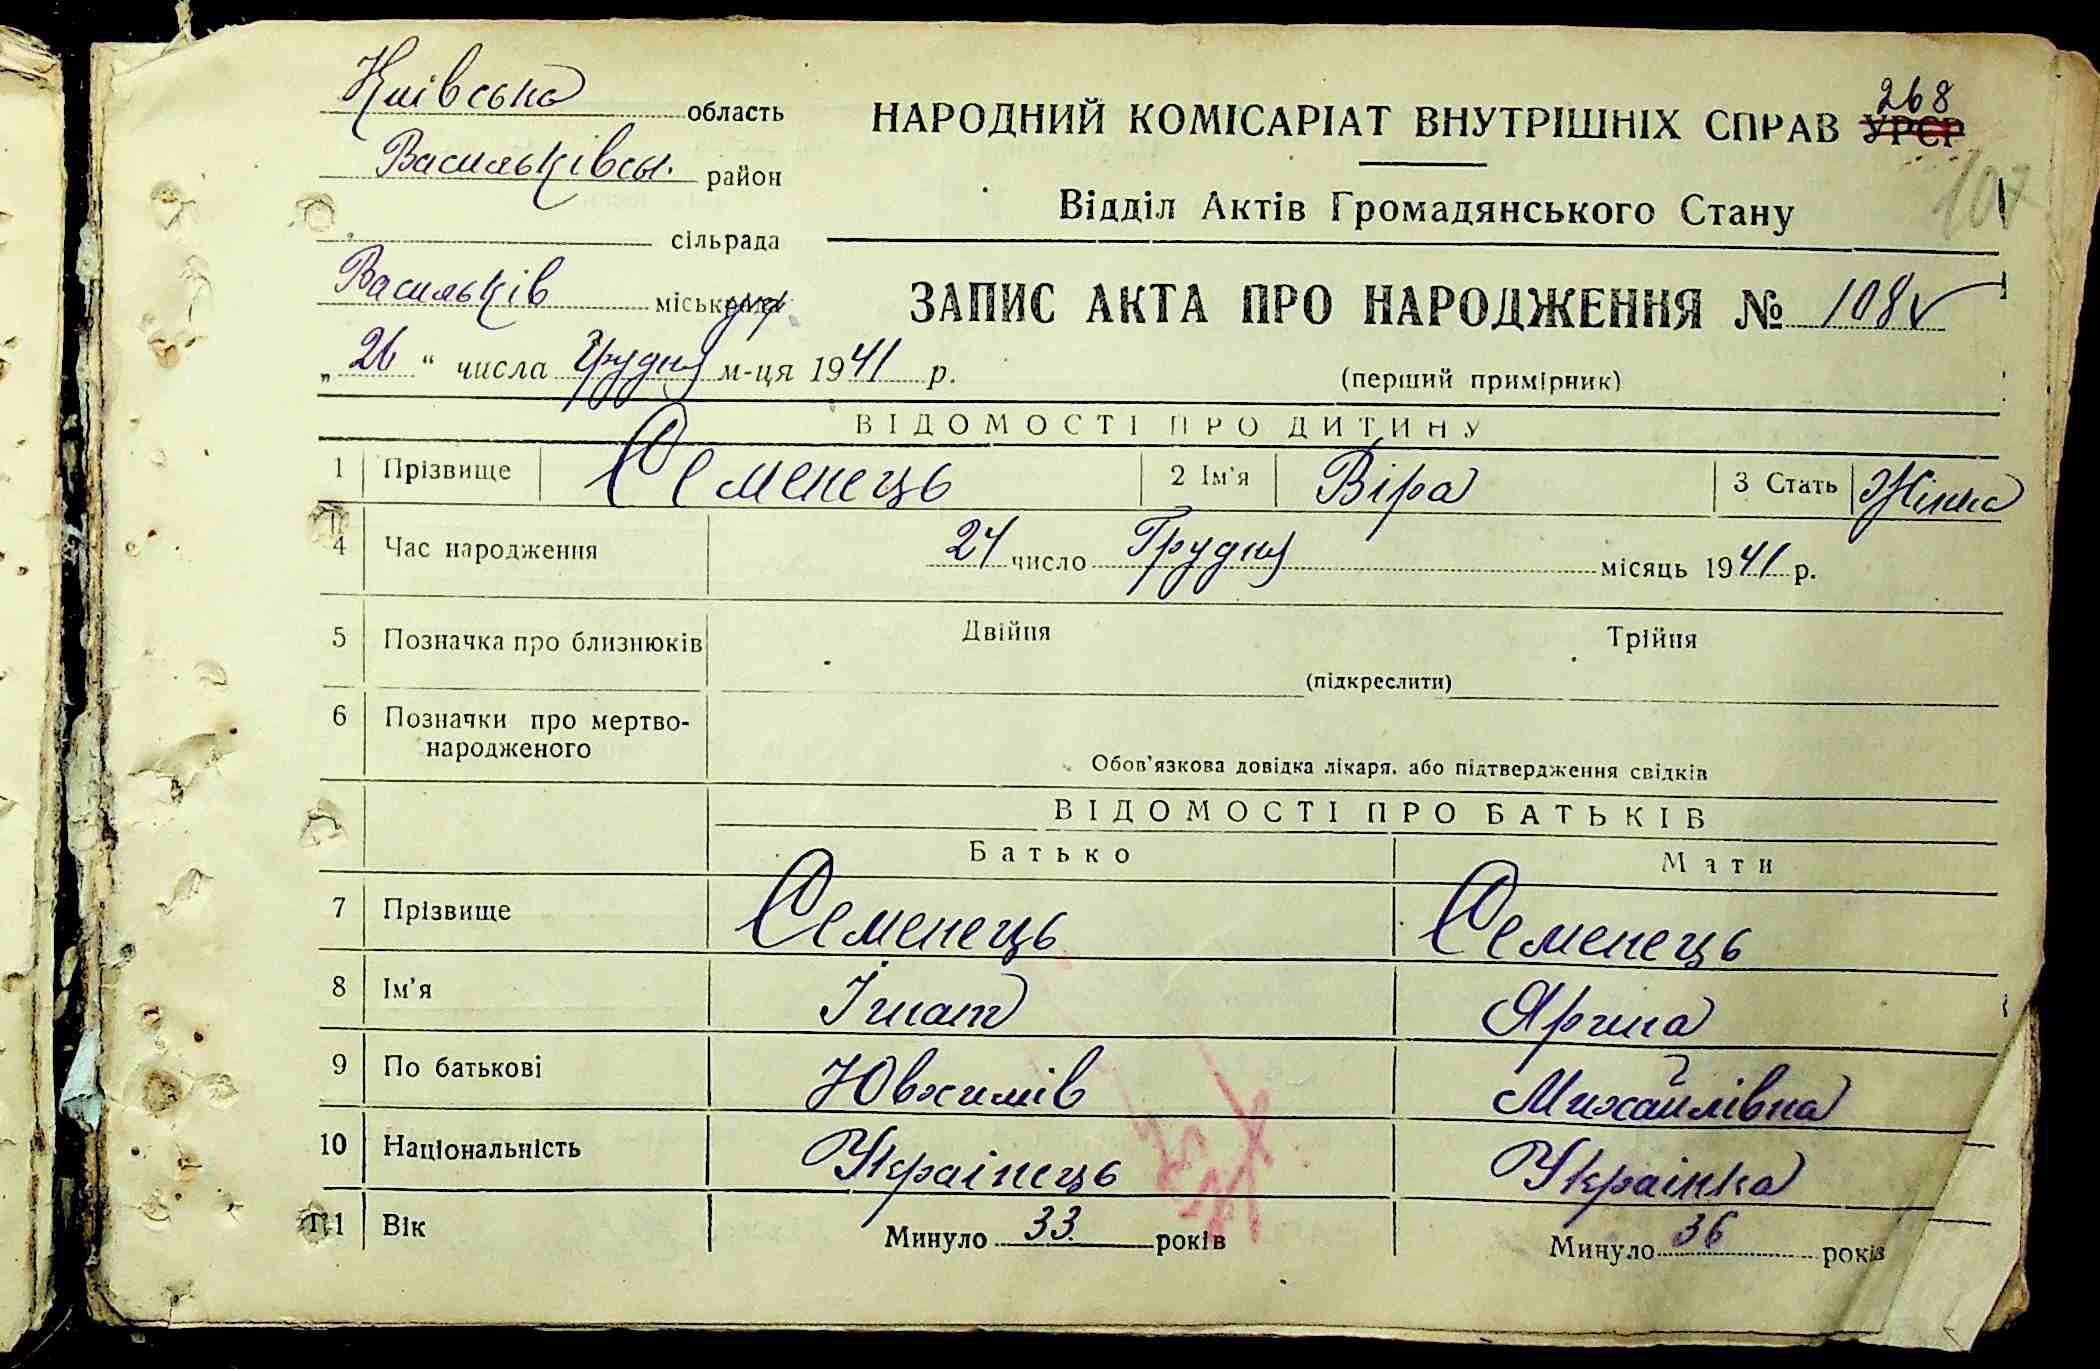 Київська область
Васильківсь. район
сільрада
Васильків міськрада
„26“ числа Грудня м-ця 1941 р.
268
НАРОДНИЙ КОМІСАРІАТ ВНУТРІШНІХ СПРАВ УРСР
107
Відділ Актів Громадянського Стану
ЗАПИС АКТА ПРО НАРОДЖЕННЯ № 108
(перший примірник)
ВІДОМОСТІ ПРО ДИТИНУ
1 Прізвище Семенець 2 Ім'я Віра 3 Стать Жінка
4 Час народження 24 число Грудня місяць 1941 р.
5 Позначка про близнюків Двійня Трійня
(підкреслити)
6 Позначки про мертво-
народженого
Обов'язкова довідка лікаря. або підтвердження свідків
ВІДОМОСТІ ПРО БАТЬКІВ
Батько Мати
7 Прізвище Семенець Семенець
8 Ім'я Ігнат Ярина
9 По батькові Ювхимів Михайлівна
10 Національність Українець Українка
11 Вік Минуло 33 років Минуло 36 років